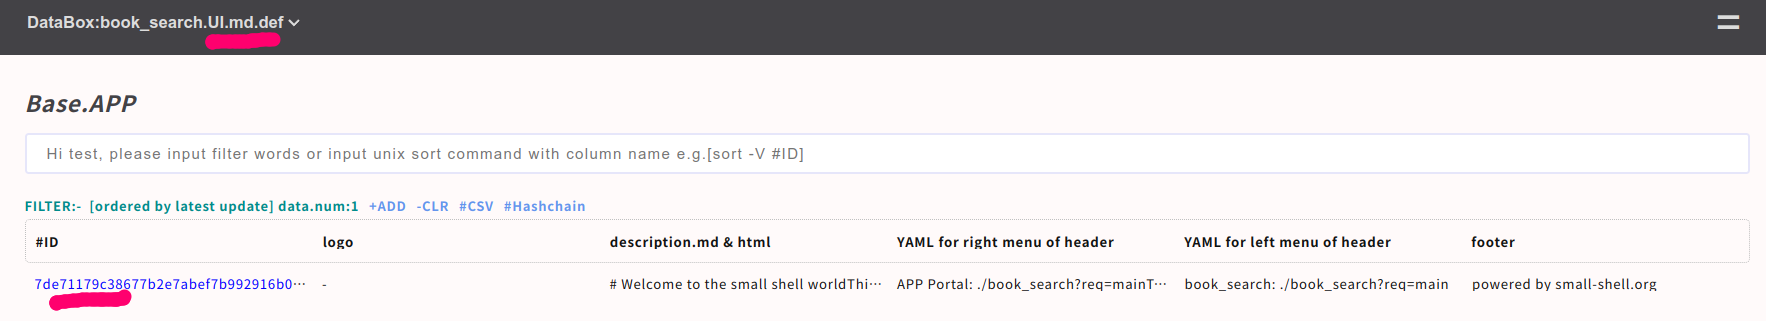 DataBox:book_search.UI.md.def
Base.APP
Hi test, please input filter words or input unix sort command with column name e.g.[sort -V #ID]
FILTER:- [ordered by latest update] data.num:1 +ADD -CLR #CSV #Hashchain
#ID logo description.md & html YAML for right menu of header YAML for left menu of header footer
7de71179c38677b2e7abef7b992916b0··· - # Welcome to the small shell worldThi··· APP Portal: ./book_search?req=mainT··· book_search: ./book_search?req=main powered by small-shell.org